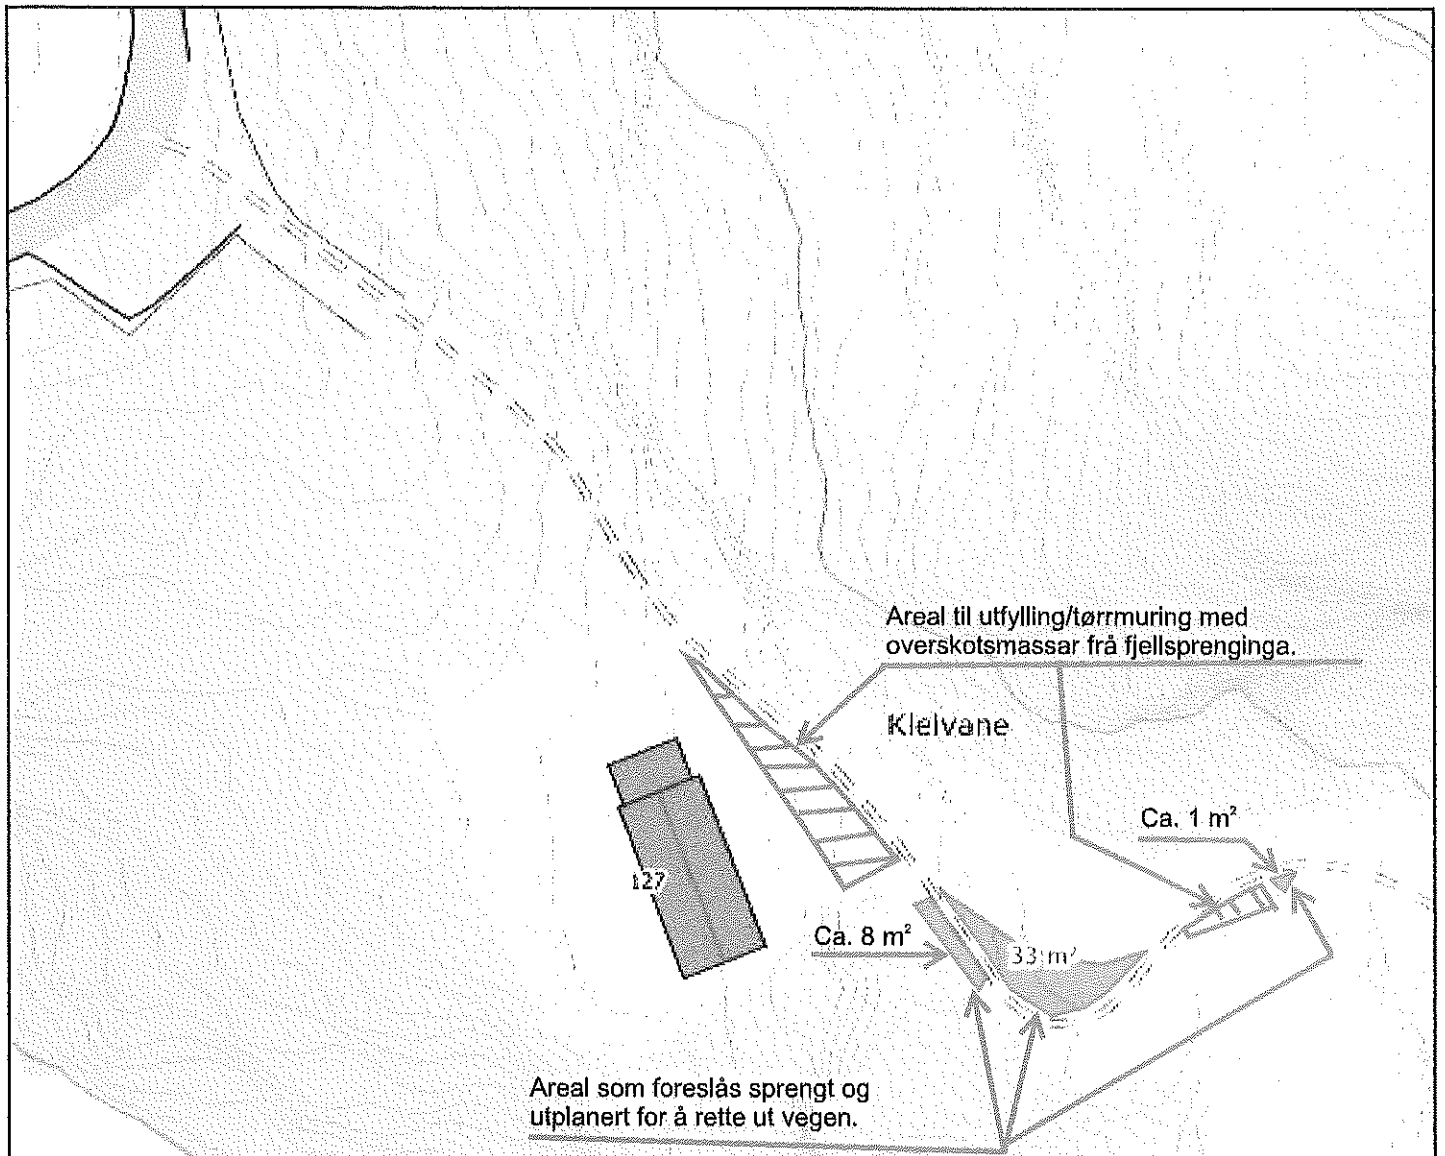 Areal til utfylling/tørrmuring med
overskotsmassar frå fjellsprenginga.
Klelvane
Ca. 1 m²
127
Ca. 8 m²
33 m²
Areal som foreslås sprengt og
utplanert for å rette ut vegen.